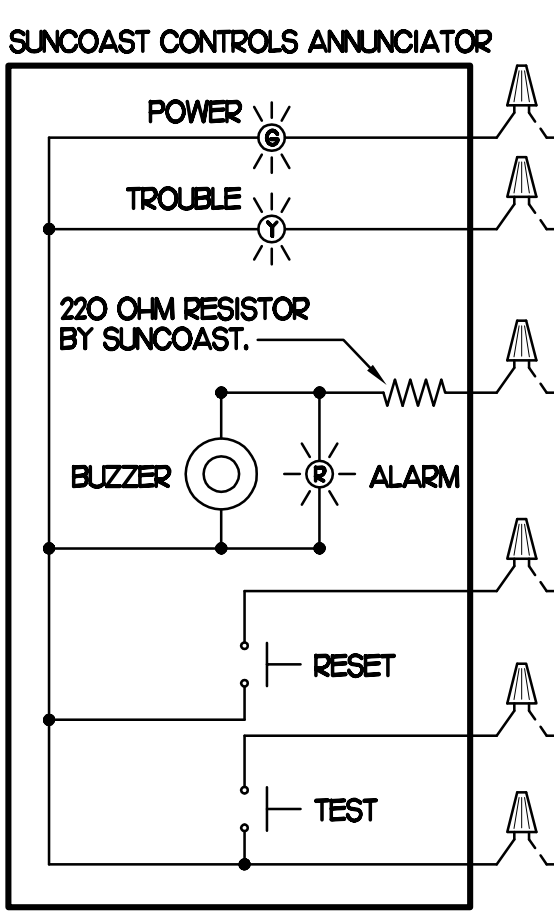 SUNCOAST CONTROLS ANNUNCIATOR
POWER
G
TROUBLE
Y
220 OHM RESISTOR
BY SUNCOAST.
BUZZER
R
ALARM
RESET
TEST